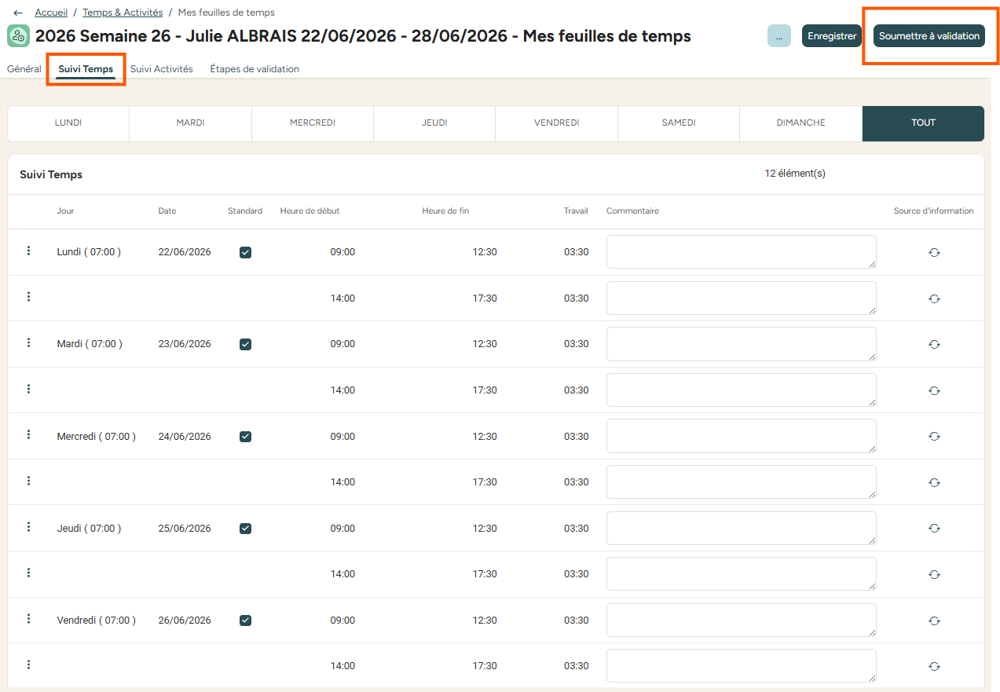 ← Accueil / Temps & Activités / Mes feuilles de temps
2026 Semaine 26 - Julie ALBRAIS 22/06/2026 - 28/06/2026 - Mes feuilles de temps
... Enregistrer Soumettre à validation
Général Suivi Temps Suivi Activités Étapes de validation
LUNDI MARDI MERCREDI JEUDI VENDREDI SAMEDI DIMANCHE TOUT
Suivi Temps 12 élément(s)
Jour Date Standard Heure de début Heure de fin Travail Commentaire Source d'information
Lundi ( 07:00 ) 22/06/2026 09:00 12:30 03:30
14:00 17:30 03:30
Mardi ( 07:00 ) 23/06/2026 09:00 12:30 03:30
14:00 17:30 03:30
Mercredi ( 07:00 ) 24/06/2026 09:00 12:30 03:30
14:00 17:30 03:30
Jeudi ( 07:00 ) 25/06/2026 09:00 12:30 03:30
14:00 17:30 03:30
Vendredi ( 07:00 ) 26/06/2026 09:00 12:30 03:30
14:00 17:30 03:30